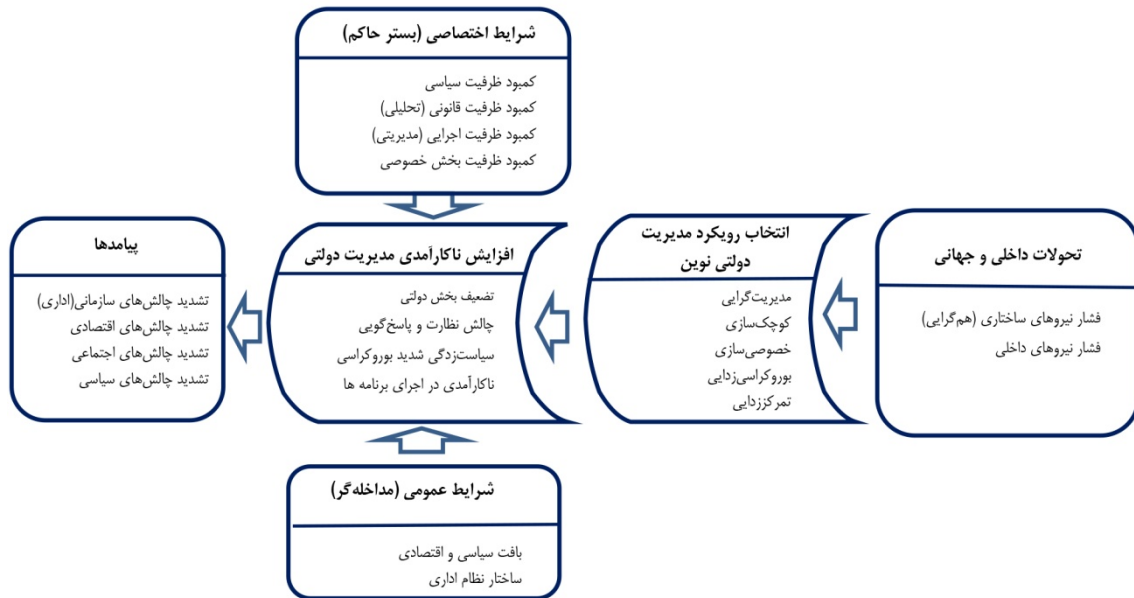 شرایط اختصاصی (بستر حاکم)
کمبود ظرفیت سیاسی
کمبود ظرفیت قانونی (تحلیلی)
کمبود ظرفیت اجرایی (مدیریتی)
کمبود ظرفیت بخش خصوصی
تحولات داخلی و جهانی
فشار نیروهای ساختاری (هم‌گرایی)
فشار نیروهای داخلی
انتخاب رویکرد مدیریت
دولتی نوین
مدیریت‌گرایی
کوچک‌سازی
خصوصی‌سازی
بوروکراسی‌زدایی
تمرکززدایی
افزایش ناکارآمدی مدیریت دولتی
تضعیف بخش دولتی
چالش نظارت و پاسخ‌گویی
سیاست‌زدگی شدید بوروکراسی
ناکارآمدی در اجرای برنامه ها
پیامدها
تشدید چالش‌های سازمانی(اداری)
تشدید چالش‌های اقتصادی
تشدید چالش‌های اجتماعی
تشدید چالش‌های سیاسی
شرایط عمومی (مداخله‌گر)
بافت سیاسی و اقتصادی
ساختار نظام اداری